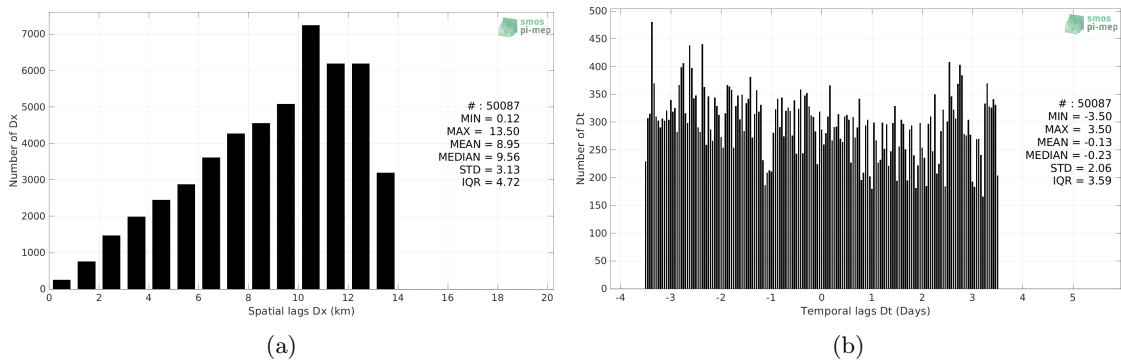 smos
pi-mep
7000
6000
5000
4000
3000
2000
1000
0
Number of Dx
# : 50087
MIN = 0.12
MAX = 13.50
MEAN = 8.95
MEDIAN = 9.56
STD = 3.13
IQR = 4.72
0 2 4 6 8 10 12 14 16 18 20
Spatial lags Dx (km)
(a)
smos
pi-mep
500
450
400
350
300
250
200
150
100
50
0
Number of Dt
# : 50087
MIN = -3.50
MAX = 3.50
MEAN = -0.13
MEDIAN = -0.23
STD = 2.06
IQR = 3.59
-4 -3 -2 -1 0 1 2 3 4 5
Temporal lags Dt (Days)
(b)